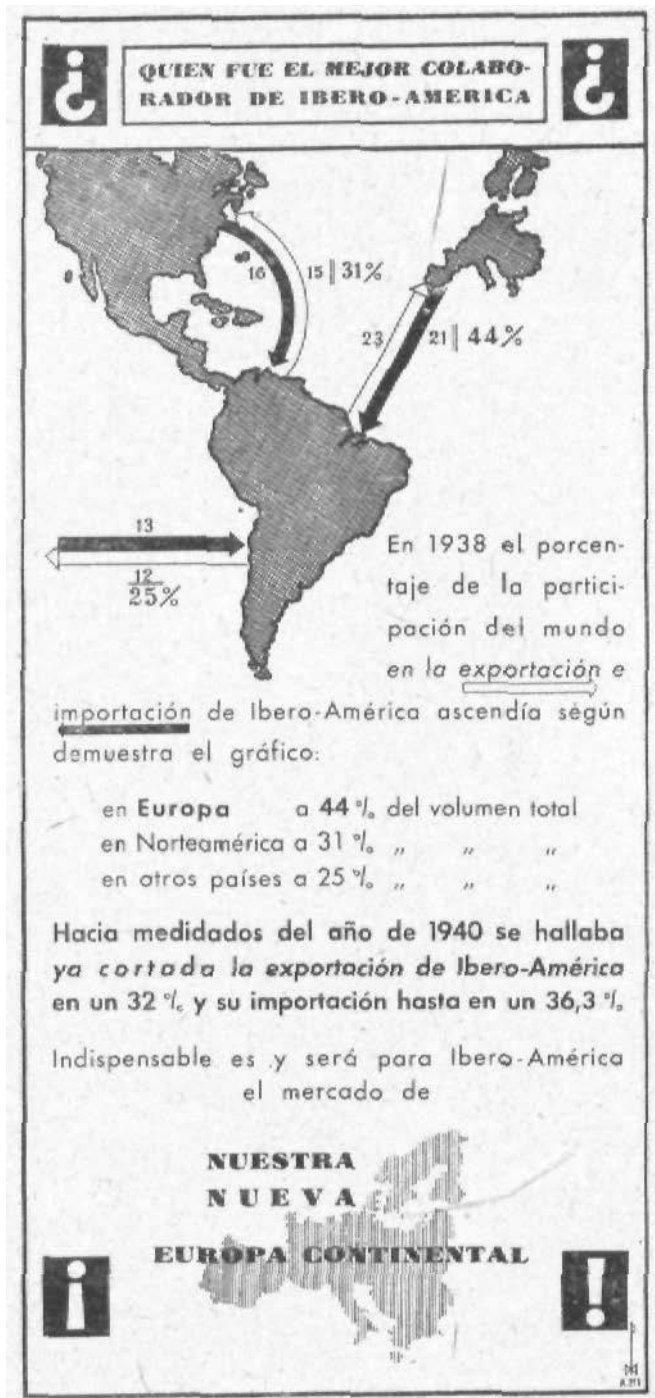 ¿ QUIEN FUE EL MEJOR COLABO- ¿
RADOR DE IBERO-AMERICA
16 15 31%
23 21 44%
13
12
25%
En 1938 el porcen-
taje de la partici-
pación del mundo
en la exportación e
importación de Ibero-América ascendía ségún
demuestra el gráfico:
en Europa a 44 % del volumen total
en Norteamérica a 31 % „ „ „
en otros países a 25 % „ „ „
Hacia medidados del año de 1940 se hallaba
ya cortada la exportación de Ibero-América
en un 32 % y su importación hasta en un 36,3 %
Indispensable es y será para Ibero-América
el mercado de
NUESTRA
NUEVA
EUROPA CONTINENTAL
¡ !